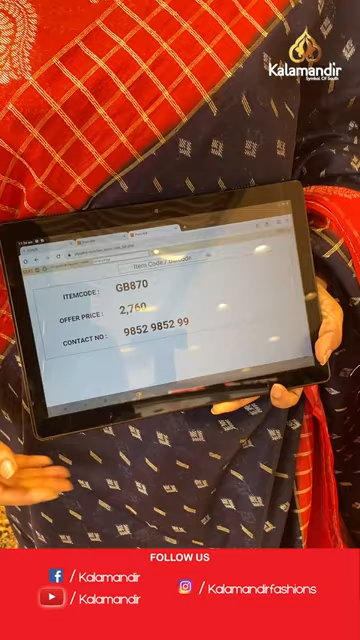 Kalamandir
Symbol Of South
Item Code / Barcode
ITEMCODE : GB870
OFFER PRICE : 2,760
CONTACT NO : 9852 9852 99
FOLLOW US
/ Kalamandir
/ Kalamandirfashions
/ Kalamandir